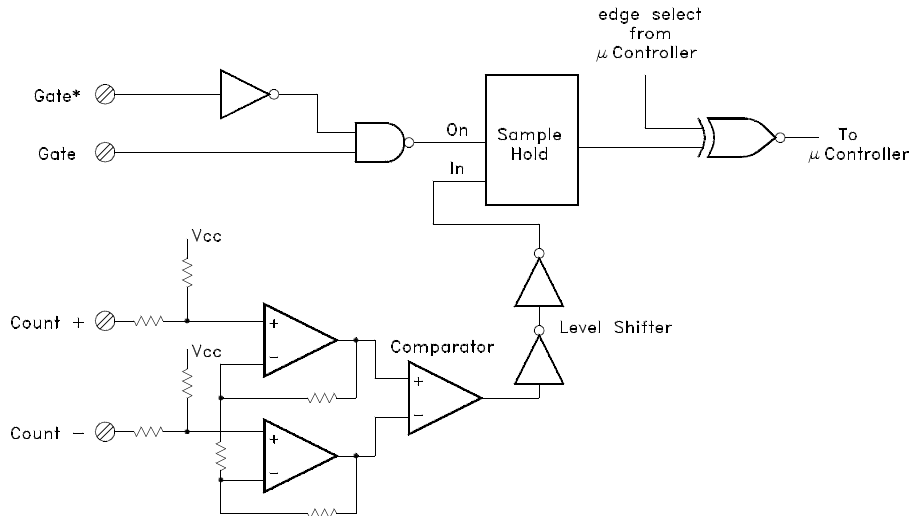 edge select
from
μ Controller
Gate*
Gate
On
In
Sample
Hold
To
μ Controller
Vcc
Count +
+
−
Vcc
Count −
+
−
Comparator
+
−
Level Shifter